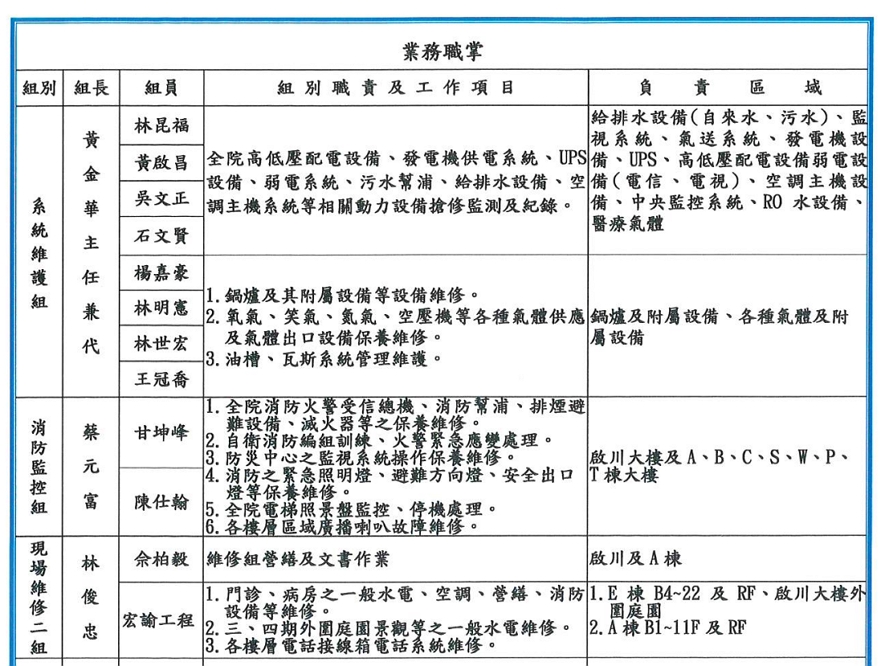 業務職掌
組別 組長 組員 組別職責及工作項目 負責區域
系統維護組
黃金華主任兼代
林昆福
黃啟昌
吳文正
石文賢
全院高低壓配電設備、發電機供電系統、UPS
設備、弱電系統、污水幫浦、給排水設備、空
調主機系統等相關動力設備搶修監測及紀錄。
給排水設備(自來水、污水)、監
視系統、氣送系統、發電機設
備、UPS、高低壓配電設備弱電設
備(電信、電視)、空調主機設
備、中央監控系統、RO 水設備、
醫療氣體
楊嘉豪
林明憲
林世宏
王冠喬
1.鍋爐及其附屬設備等設備維修。
2.氧氣、笑氣、氮氣、空壓機等各種氣體供應
及氣體出口設備保養維修。
3.油槽、瓦斯系統管理維護。
鍋爐及附屬設備、各種氣體及附
屬設備
消防監控組
蔡元富
甘坤峰
陳仕翰
1.全院消防火警受信總機、消防幫浦、排煙避
難設備、滅火器等之保養維修。
2.自衛消防編組訓練、火警緊急應變處理。
3.防災中心之監視系統操作保養維修。
4.消防之緊急照明燈、避難方向燈、安全出口
燈等保養維修。
5.全院電梯照景盤監控、停機處理。
6.各樓層區域廣播喇叭故障維修。
啟川大樓及 A、B、C、S、W、P、
T 棟大樓
現場維修二組
林俊忠
佘柏毅
維修組營繕及文書作業
啟川及 A 棟
宏諭工程
1.門診、病房之一般水電、空調、營繕、消防
設備等維修。
2.三、四期外圍庭園景觀等之一般水電維修。
3.各樓層電話接線箱電話系統維修。
1.E 棟 B4~22 及 RF、啟川大樓外
圍庭園
2.A 棟 B1~11F 及 RF